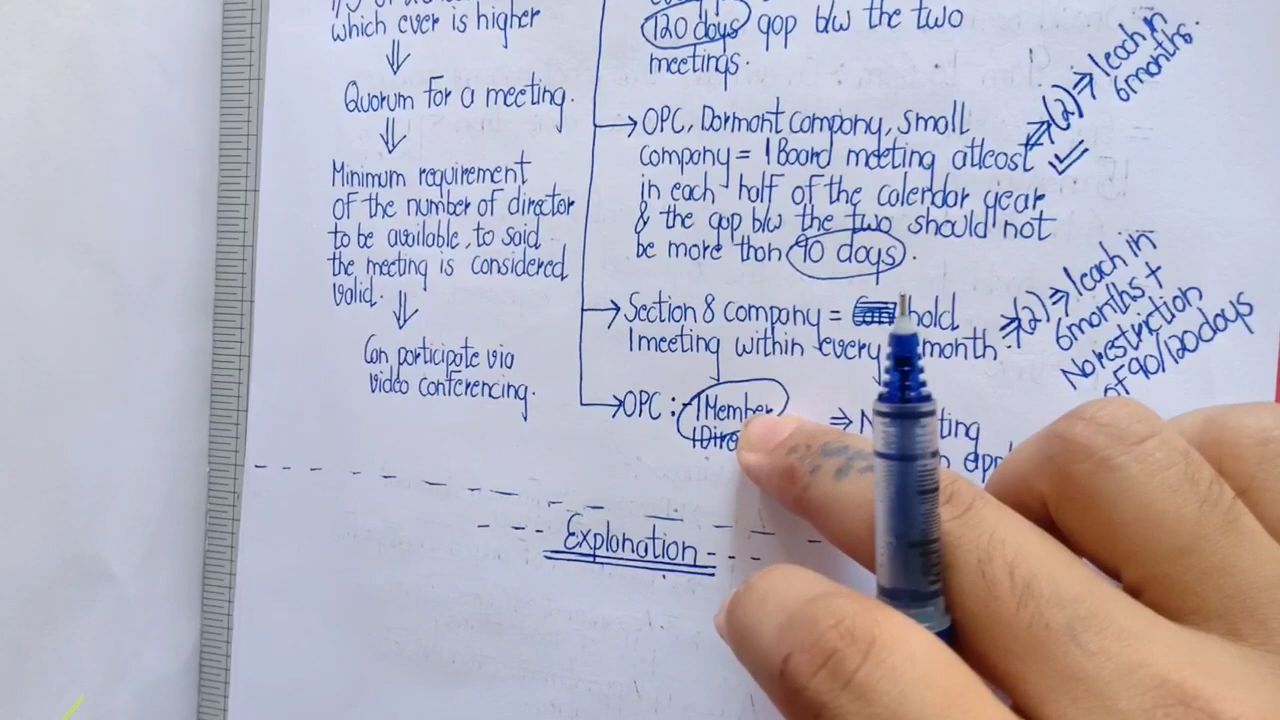 which ever is higher
Quorum for a meeting.
Minimum requirement
of the number of director
to be available, to said
the meeting is considered
valid.
Can participate via
video conferencing.
120 days gap b/w the two
meetings.
OPC, Dormant company, small
company = 1 Board meeting atleast
in each half of the calendar year
& the gap b/w the two should not
be more than 90 days.
⇒ (2) ⇒ 1 each in
6 months.
Section 8 company = hold
1 meeting within every month
⇒ (2) ⇒ 1 each in
6 months +
No restriction
of 90/120 days
OPC :- 1 Member
Explanation